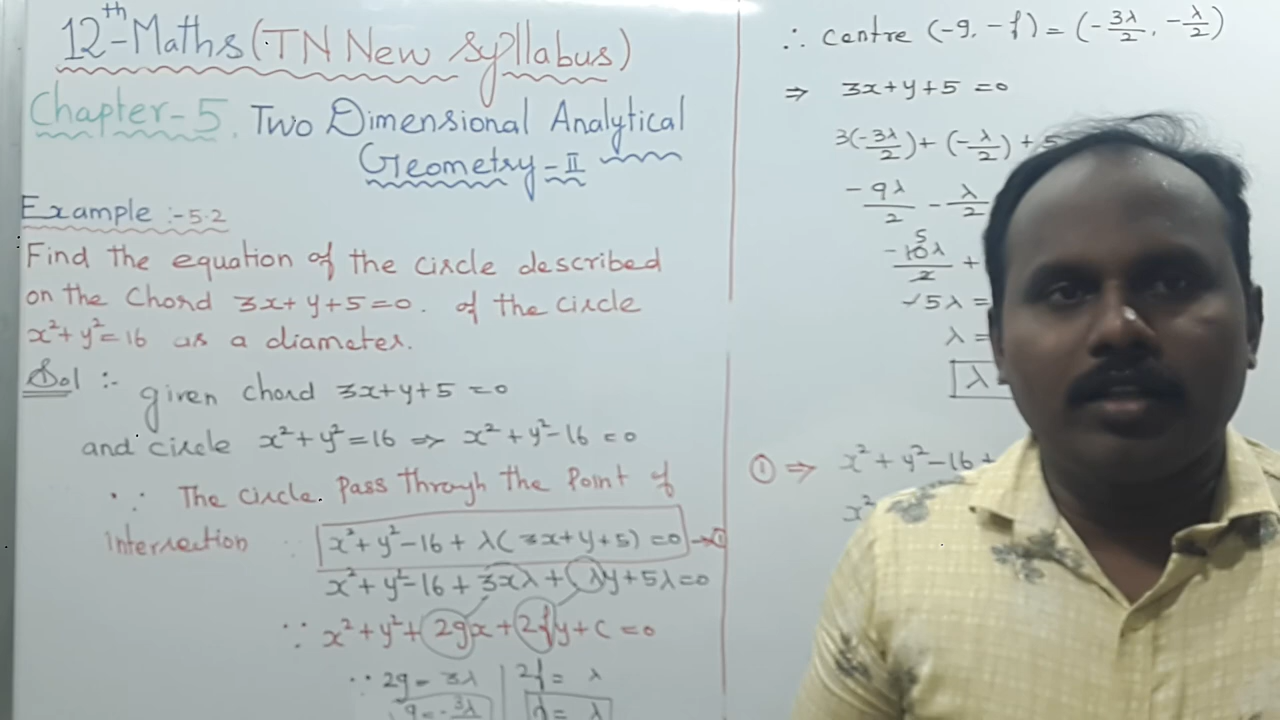 12th-Maths (TN New Syllabus)
Chapter-5. Two Dimensional Analytical
Geometry-II
Example :-5.2
Find the equation of the circle described
on the Chord 3x+y+5=0. of the circle
x²+y²=16 as a diameter.
Sol :-
given chord 3x+y+5=0
and circle x²+y²=16 ⇒ x²+y²-16=0
∵ The circle. Pass through the Point of
intersection x²+y²-16+λ(3x+y+5)=0 →①
x²+y²-16+3xλ+λy+5λ=0
∵ x²+y²+2gx+2fy+c=0
∵ 2g=3λ | 2f=λ
∴ centre (-g,-f)=(-3λ/2, -λ/2)
⇒ 3x+y+5=0
3(-3λ/2)+(-λ/2)+5
-9λ/2 - λ/2
-10λ/2 +
5
-5λ=
λ=
λ
① ⇒ x²+y²-16+
x²